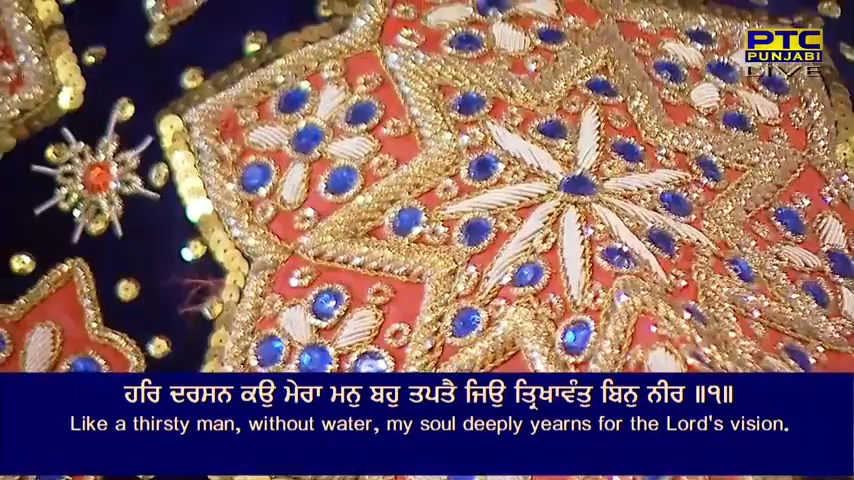 PTC
PUNJABI
LIVE
ਹਰਿ ਦਰਸਨ ਕਉ ਮੇਰਾ ਮਨੁ ਬਹੁ ਤਪਤੈ ਜਿਉ ਤ੍ਰਿਖਾਵੰਤੁ ਬਿਨੁ ਨੀਰ ॥੧॥
Like a thirsty man, without water, my soul deeply yearns for the Lord's vision.